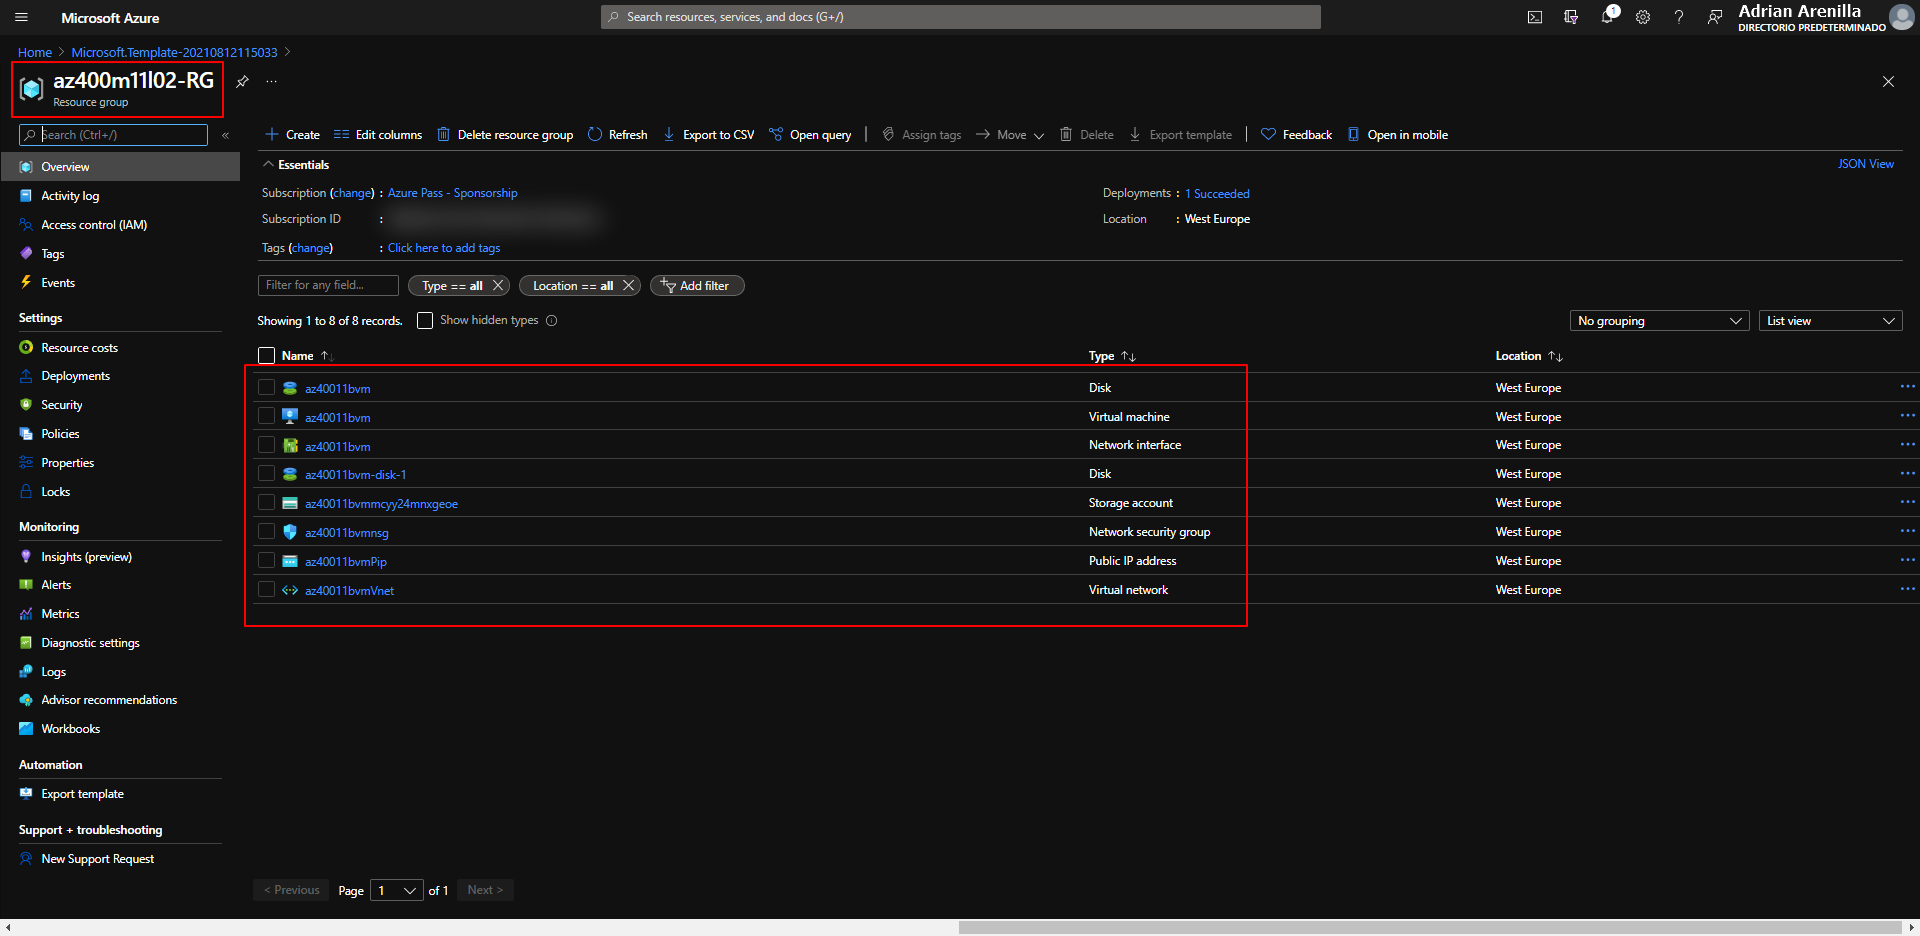 Microsoft Azure
Search resources, services, and docs (G+/)
1
Adrian Arenilla
DIRECTORIO PREDETERMINADO
Home > Microsoft.Template-20210812115033 >
az400m11l02-RG
Resource group
Search (Ctrl+/)
Create
Edit columns
Delete resource group
Refresh
Export to CSV
Open query
Assign tags
Move
Delete
Export template
Feedback
Open in mobile
Overview
Activity log
Access control (IAM)
Tags
Events
Settings
Resource costs
Deployments
Security
Policies
Properties
Locks
Monitoring
Insights (preview)
Alerts
Metrics
Diagnostic settings
Logs
Advisor recommendations
Workbooks
Automation
Export template
Support + troubleshooting
New Support Request
Essentials
JSON View
Subscription (change) : Azure Pass - Sponsorship
Deployments : 1 Succeeded
Subscription ID :
Location : West Europe
Tags (change) : Click here to add tags
Filter for any field...
Type == all
Location == all
Add filter
Showing 1 to 8 of 8 records.
Show hidden types
No grouping
List view
Name Type Location
az40011bvm Disk West Europe
az40011bvm Virtual machine West Europe
az40011bvm Network interface West Europe
az40011bvm-disk-1 Disk West Europe
az40011bvmmcyy24mnxgeoe Storage account West Europe
az40011bvmnsg Network security group West Europe
az40011bvmPip Public IP address West Europe
az40011bvmVnet Virtual network West Europe
< Previous Page 1 of 1 Next >